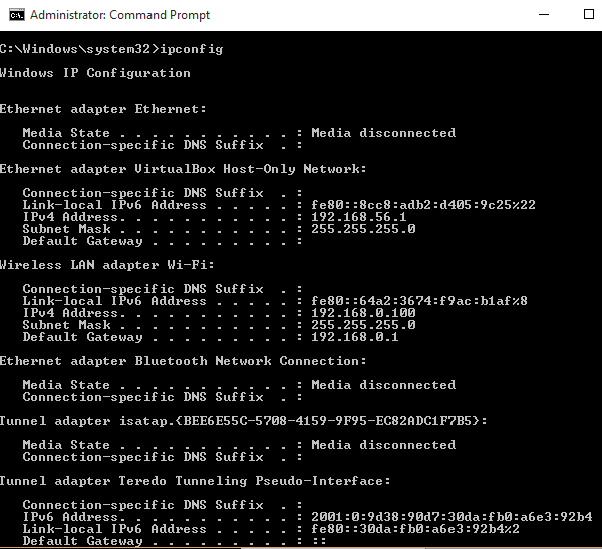 Administrator: Command Prompt
C:\Windows\system32>ipconfig
Windows IP Configuration
Ethernet adapter Ethernet:
Media State . . . . . . . . . . . : Media disconnected
Connection-specific DNS Suffix  . :
Ethernet adapter VirtualBox Host-Only Network:
Connection-specific DNS Suffix  . :
Link-local IPv6 Address . . . . . : fe80::8cc8:adb2:d405:9c25%22
IPv4 Address. . . . . . . . . . . : 192.168.56.1
Subnet Mask . . . . . . . . . . . : 255.255.255.0
Default Gateway . . . . . . . . . :
Wireless LAN adapter Wi-Fi:
Connection-specific DNS Suffix  . :
Link-local IPv6 Address . . . . . : fe80::64a2:3674:f9ac:b1af%8
IPv4 Address. . . . . . . . . . . : 192.168.0.100
Subnet Mask . . . . . . . . . . . : 255.255.255.0
Default Gateway . . . . . . . . . : 192.168.0.1
Ethernet adapter Bluetooth Network Connection:
Media State . . . . . . . . . . . : Media disconnected
Connection-specific DNS Suffix  . :
Tunnel adapter isatap.{BEE6E55C-5708-4159-9F95-EC82ADC1F7B5}:
Media State . . . . . . . . . . . : Media disconnected
Connection-specific DNS Suffix  . :
Tunnel adapter Teredo Tunneling Pseudo-Interface:
Connection-specific DNS Suffix  . :
IPv6 Address. . . . . . . . . . . : 2001:0:9d38:90d7:30da:fb0:a6e3:92b4
Link-local IPv6 Address . . . . . : fe80::30da:fb0:a6e3:92b4%2
Default Gateway . . . . . . . . . : ::